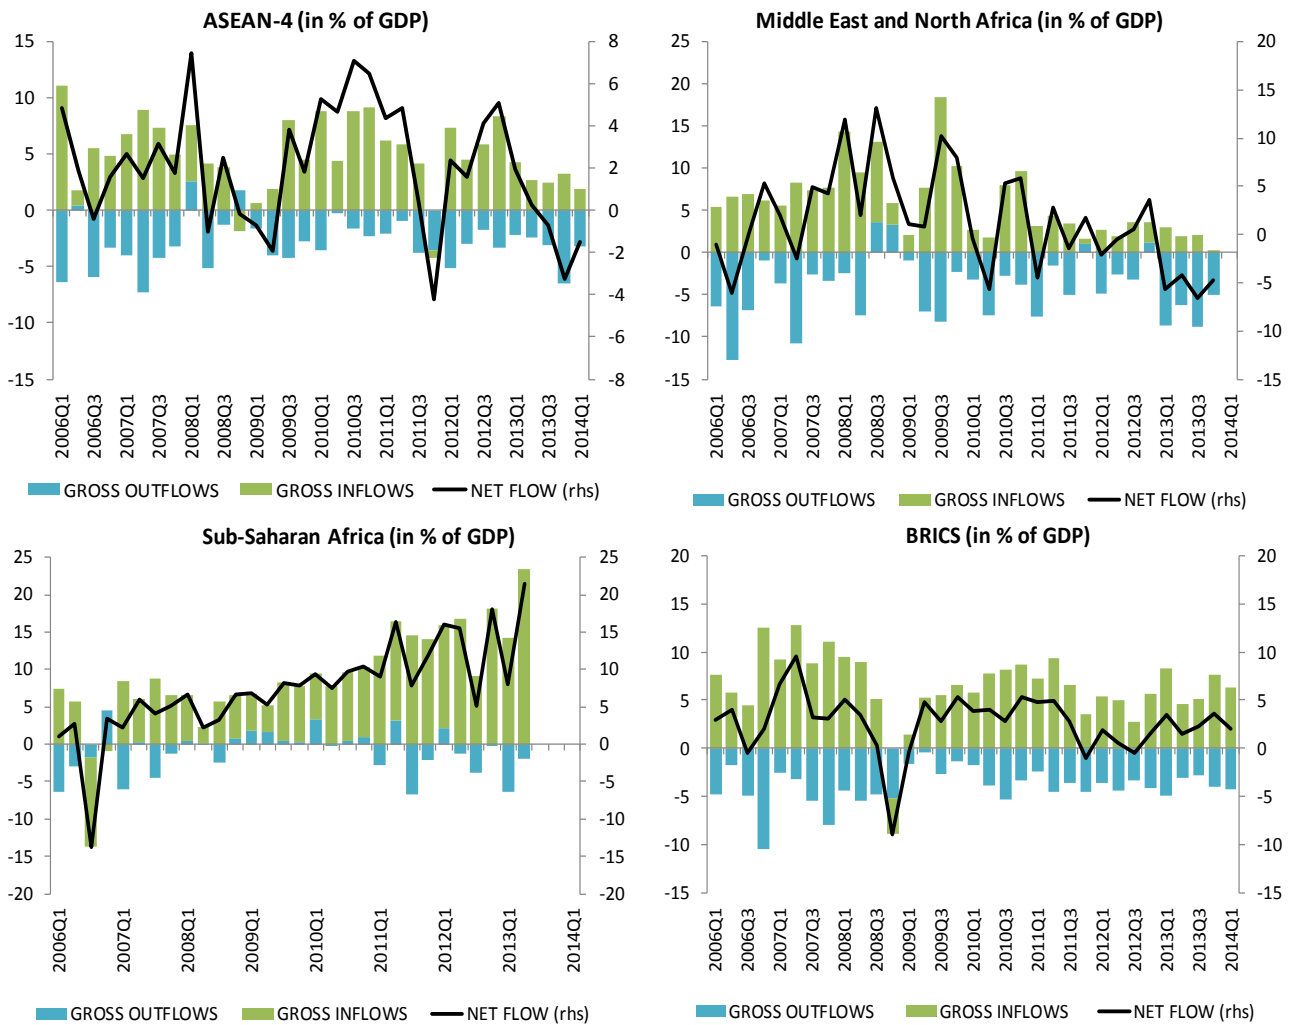 ASEAN-4 (in % of GDP)
15
10
5
0
-5
-10
-15
8
6
4
2
0
-2
-4
-6
-8
2006Q1
2006Q3
2007Q1
2007Q3
2008Q1
2008Q3
2009Q1
2009Q3
2010Q1
2010Q3
2011Q1
2011Q3
2012Q1
2012Q3
2013Q1
2013Q3
2014Q1
GROSS OUTFLOWS GROSS INFLOWS NET FLOW (rhs)
Middle East and North Africa (in % of GDP)
25
20
15
10
5
0
-5
-10
-15
20
15
10
5
0
-5
-10
-15
2006Q1
2006Q3
2007Q1
2007Q3
2008Q1
2008Q3
2009Q1
2009Q3
2010Q1
2010Q3
2011Q1
2011Q3
2012Q1
2012Q3
2013Q1
2013Q3
2014Q1
GROSS OUTFLOWS GROSS INFLOWS NET FLOW (rhs)
Sub-Saharan Africa (in % of GDP)
25
20
15
10
5
0
-5
-10
-15
-20
25
20
15
10
5
0
-5
-10
-15
-20
2006Q1
2007Q1
2008Q1
2009Q1
2010Q1
2011Q1
2012Q1
2013Q1
2014Q1
GROSS OUTFLOWS GROSS INFLOWS NET FLOW (rhs)
BRICS (in % of GDP)
20
15
10
5
0
-5
-10
-15
20
15
10
5
0
-5
-10
-15
2006Q1
2006Q3
2007Q1
2007Q3
2008Q1
2008Q3
2009Q1
2009Q3
2010Q1
2010Q3
2011Q1
2011Q3
2012Q1
2012Q3
2013Q1
2013Q3
2014Q1
GROSS OUTFLOWS GROSS INFLOWS NET FLOW (rhs)